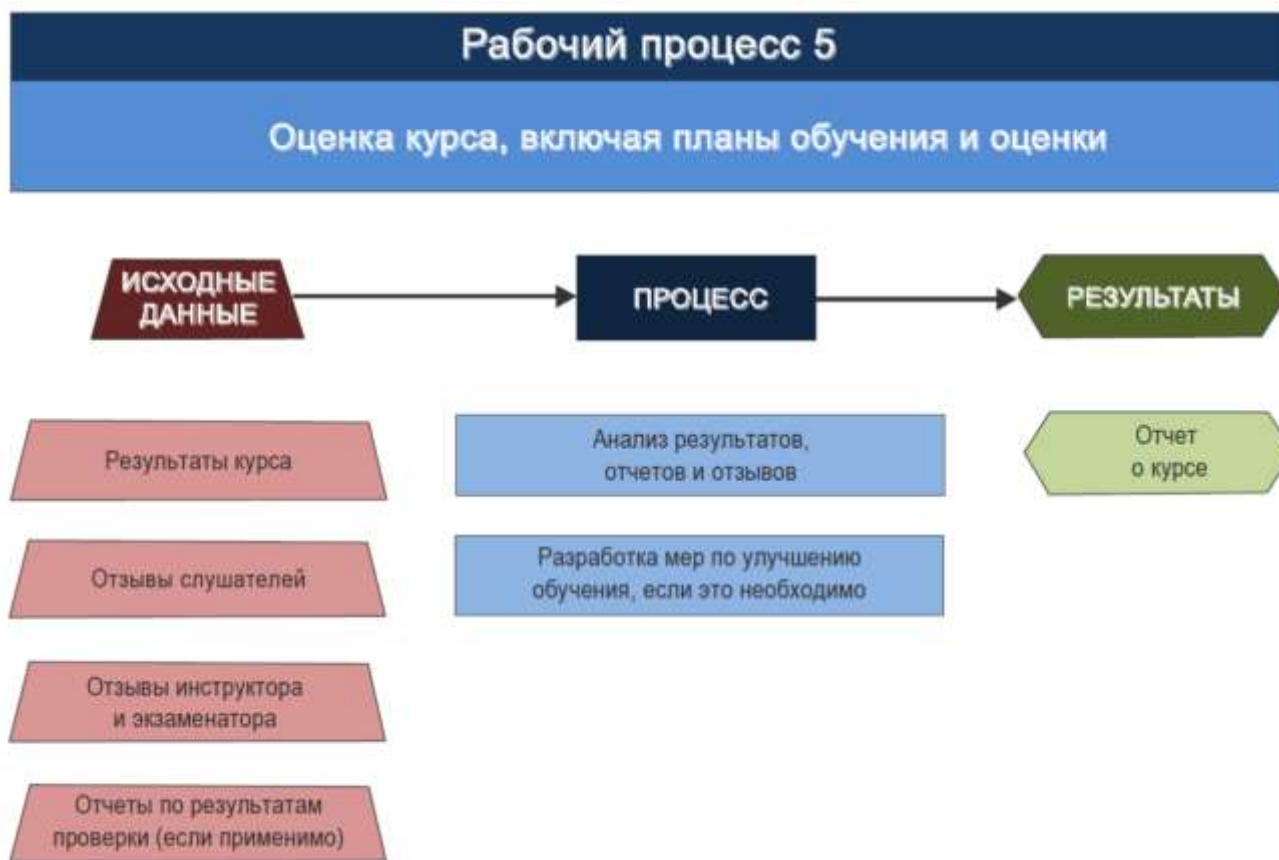 Рабочий процесс 5
Оценка курса, включая планы обучения и оценки
ИСХОДНЫЕ
ДАННЫЕ
ПРОЦЕСС
РЕЗУЛЬТАТЫ
Результаты курса
Отзывы слушателей
Отзывы инструктора
и экзаменатора
Отчеты по результатам
проверки (если применимо)
Анализ результатов,
отчетов и отзывов
Разработка мер по улучшению
обучения, если это необходимо
Отчет
о курсе